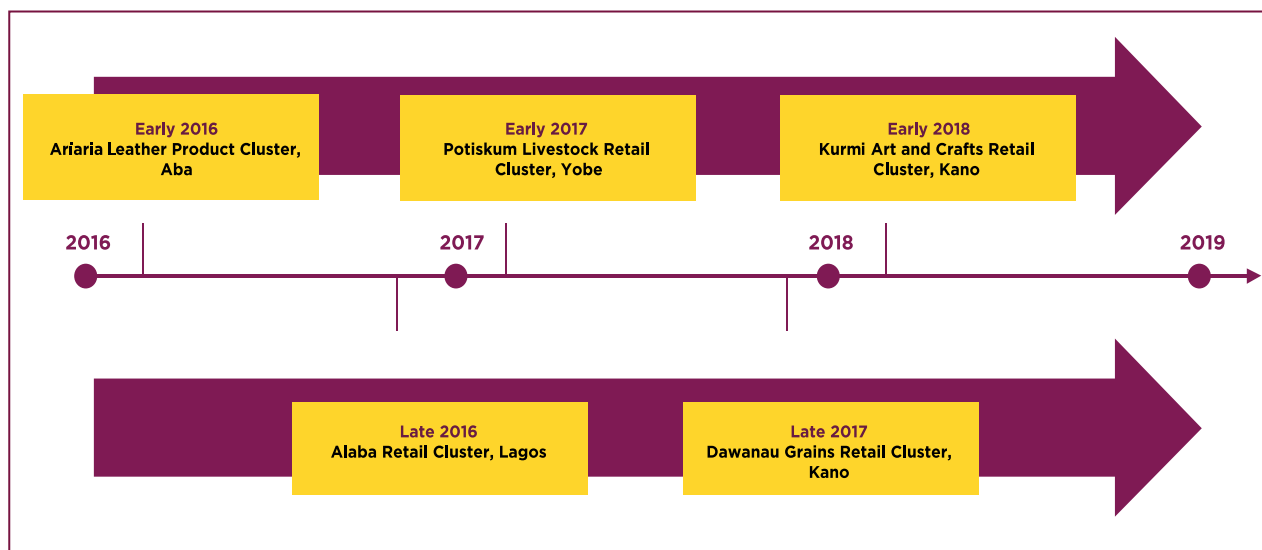 Early 2016
Ariaria Leather Product Cluster,
Aba
Early 2017
Potiskum Livestock Retail
Cluster, Yobe
Early 2018
Kurmi Art and Crafts Retail
Cluster, Kano
2016
2017
2018
2019
Late 2016
Alaba Retail Cluster, Lagos
Late 2017
Dawanau Grains Retail Cluster,
Kano